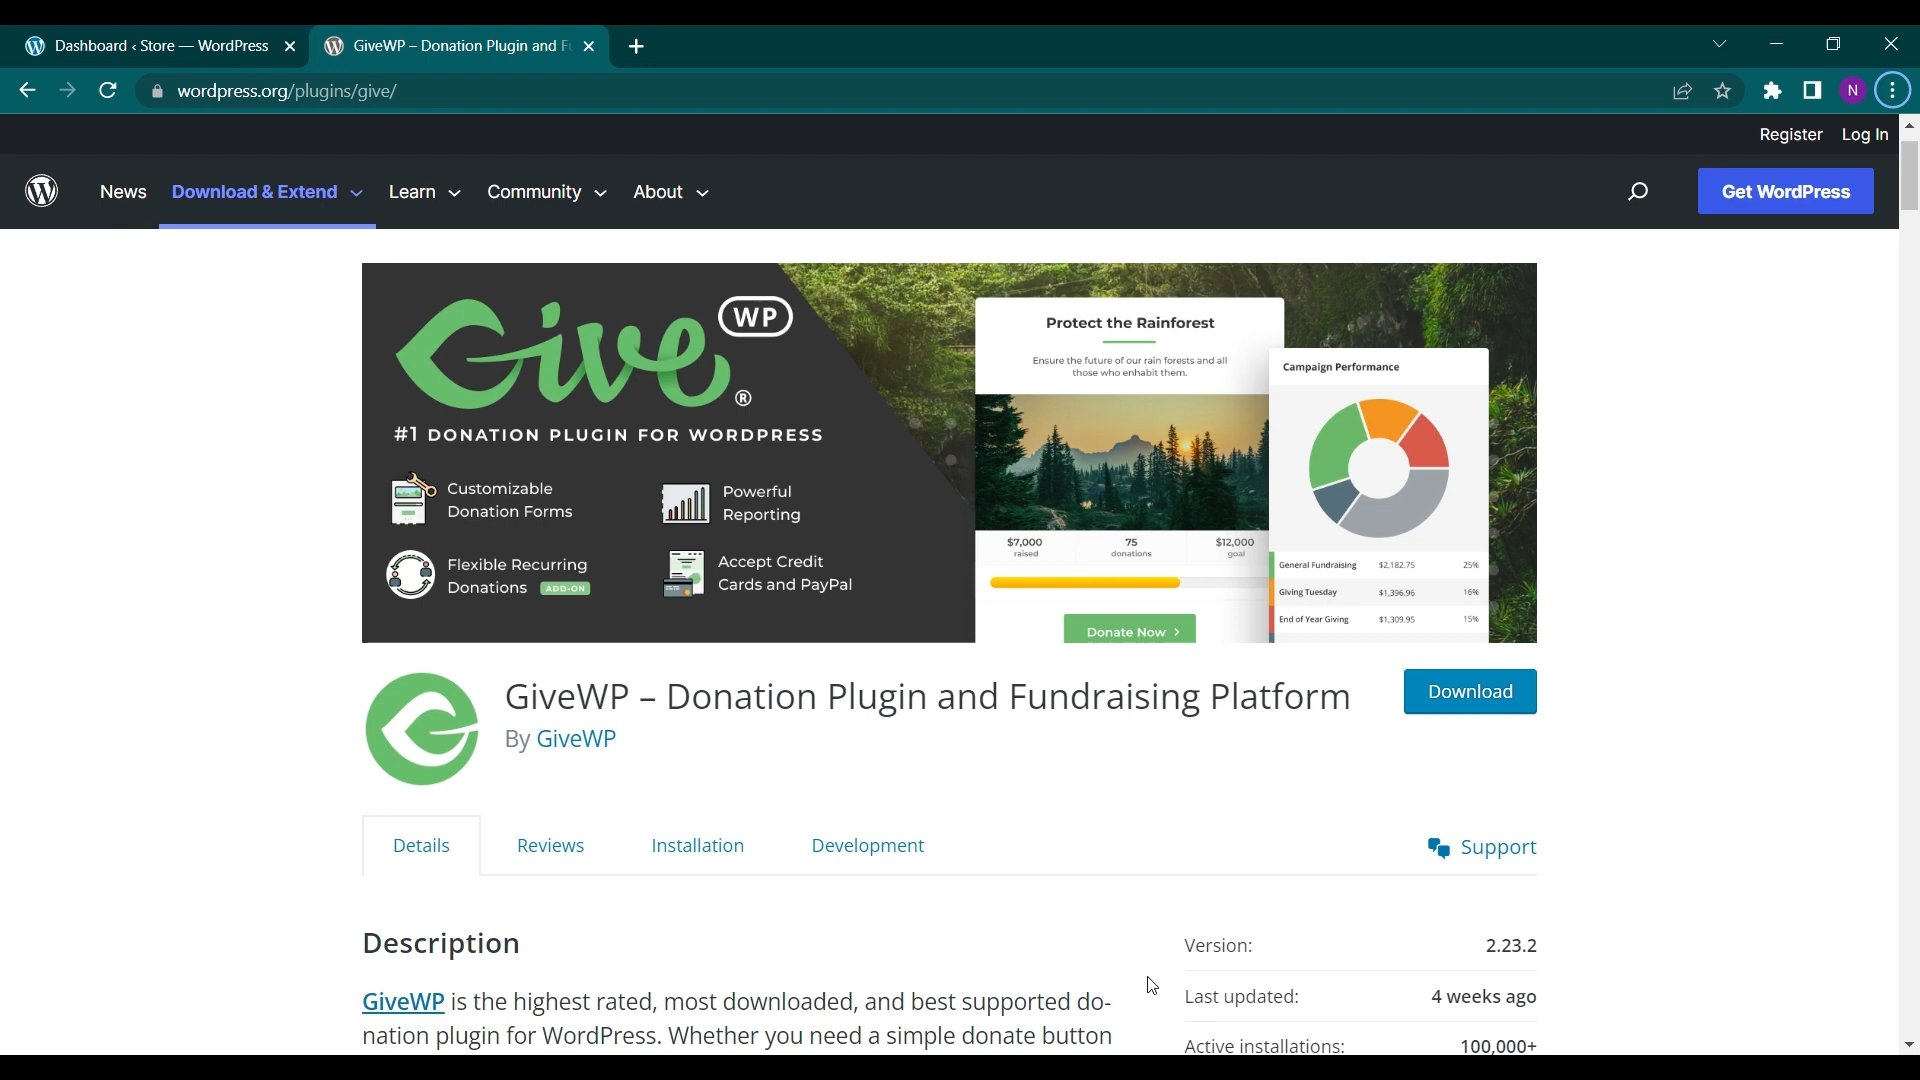 Dashboard ‹ Store — WordPress
GiveWP – Donation Plugin and F
wordpress.org/plugins/give/
N
Register Log In
News Download & Extend Learn Community About
Get WordPress
Give WP ®
#1 DONATION PLUGIN FOR WORDPRESS
Customizable
Donation Forms
Powerful
Reporting
Flexible Recurring
Donations ADD-ON
Accept Credit
Cards and PayPal
Protect the Rainforest
Ensure the future of our rain forests and all
those who enhabit them.
$7,000 75 $12,000
raised donations goal
Donate Now
Campaign Performance
General Fundraising $2,182.75 25%
Giving Tuesday $1,396.96 16%
End of Year Giving $1,309.95 15%
GiveWP – Donation Plugin and Fundraising Platform
Download
By GiveWP
Details Reviews Installation Development
Support
Description
GiveWP is the highest rated, most downloaded, and best supported do-
nation plugin for WordPress. Whether you need a simple donate button
Version: 2.23.2
Last updated: 4 weeks ago
Active installations: 100,000+